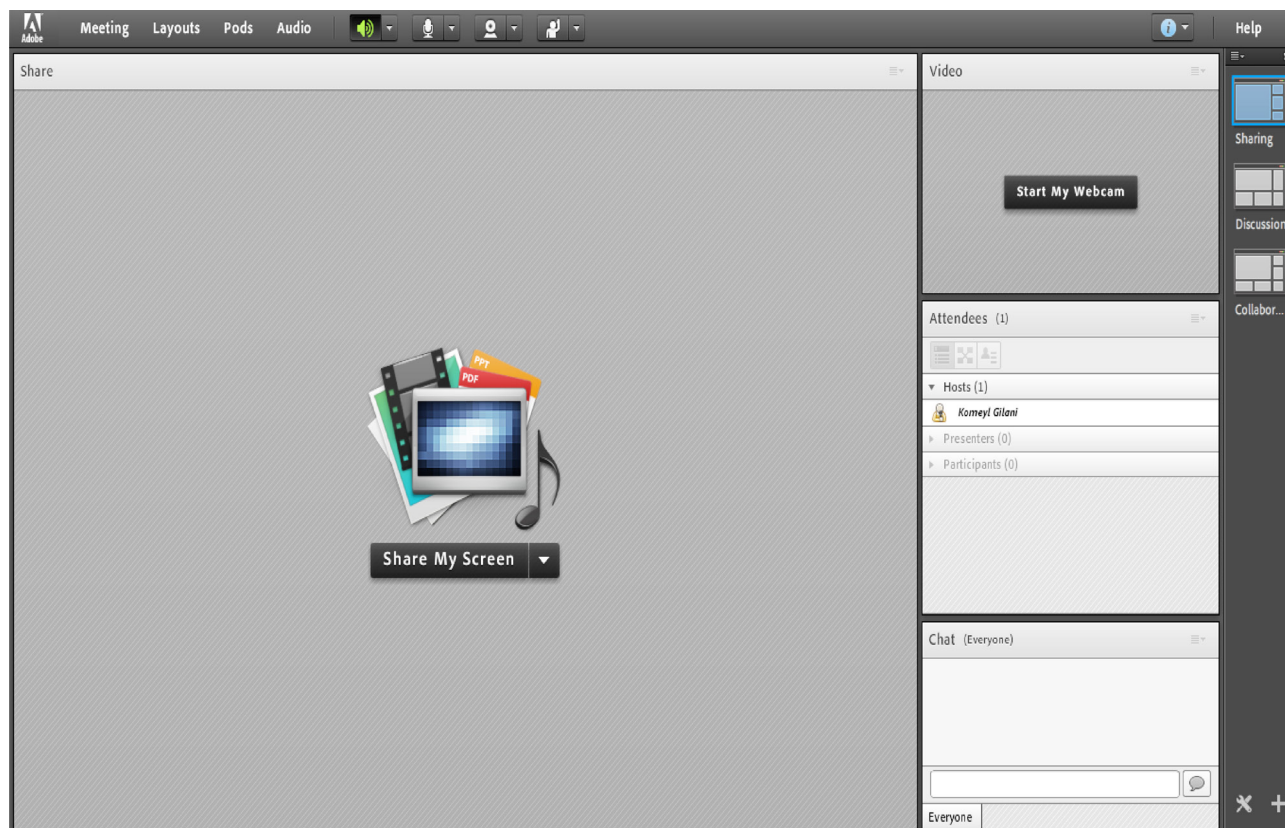 Adobe
Meeting Layouts Pods Audio
Help
Share
PPT
PDF
Share My Screen
Video
Start My Webcam
Attendees (1)
Hosts (1)
Komeyl Gilani
Presenters (0)
Participants (0)
Chat (Everyone)
Everyone
Sharing
Discussion
Collabor...